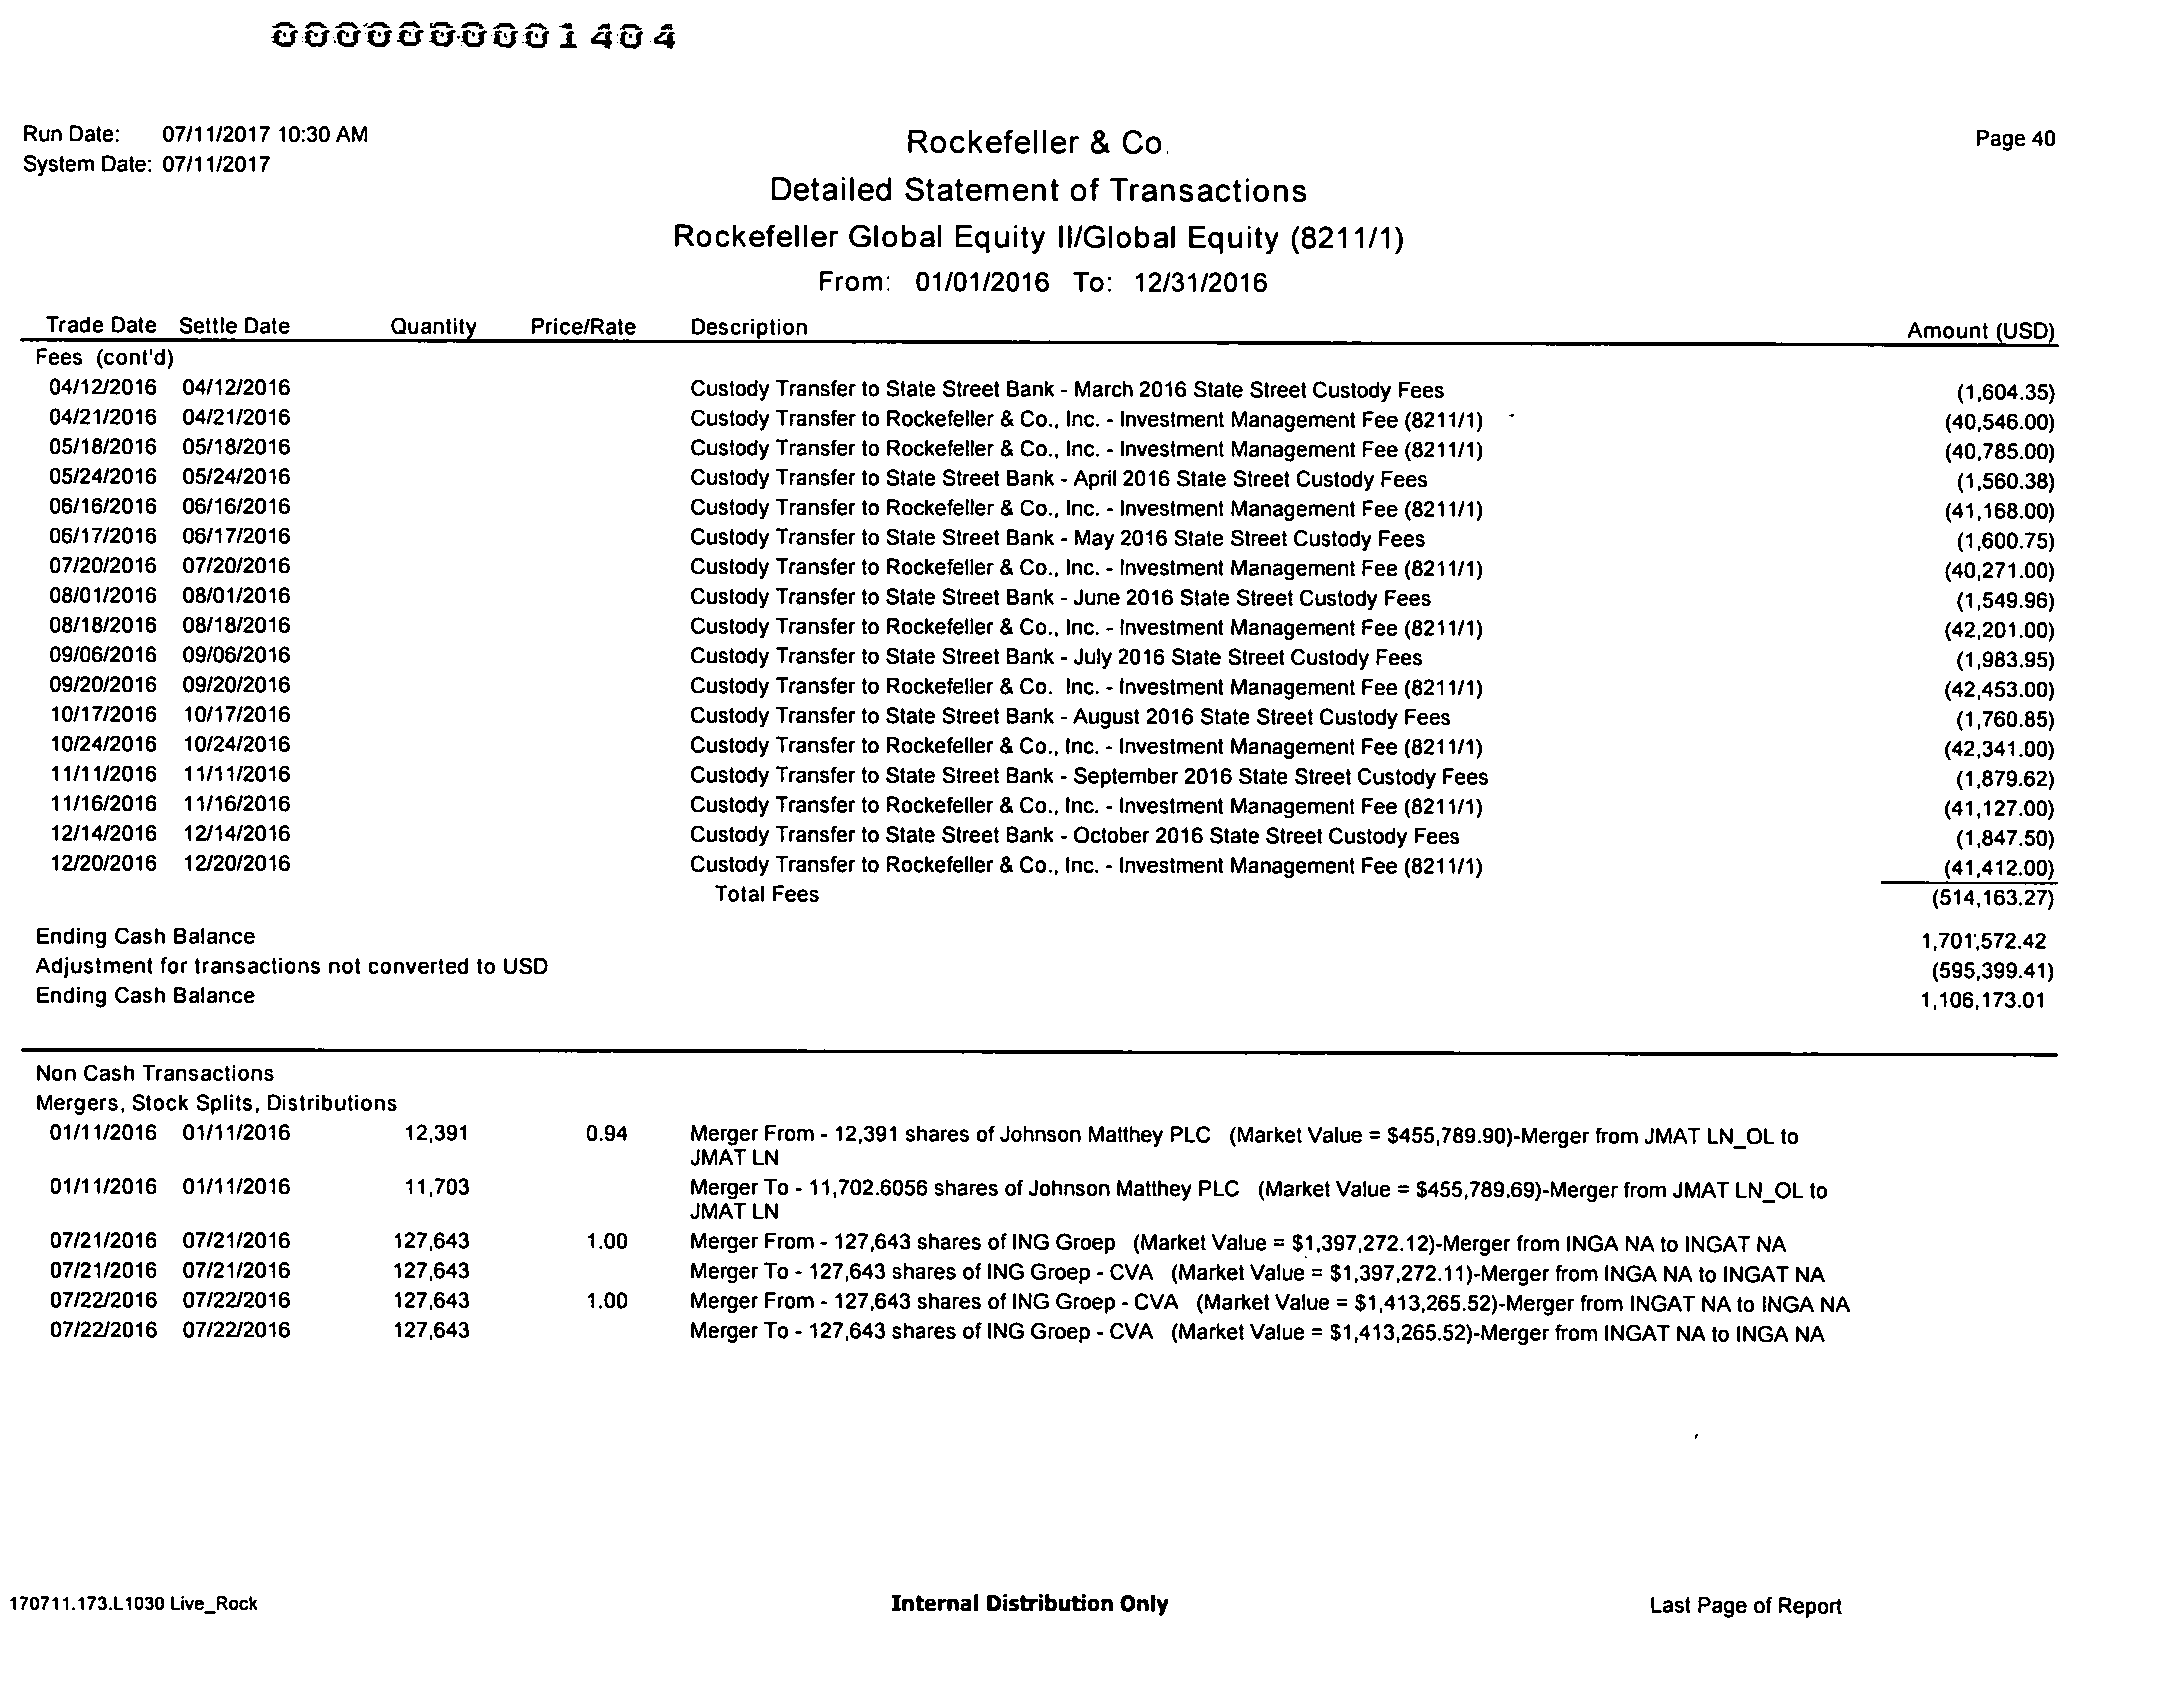 0000000001404
Run Date: 07/11/2017 10:30 AM
System Date: 07/11/2017
Rockefeller & Co.
Page 40
Detailed Statement of Transactions
Rockefeller Global Equity II/Global Equity (8211/1)
From: 01/01/2016 To: 12/31/2016
Trade Date Settle Date Quantity Price/Rate Description Amount (USD)
Fees (cont'd)
04/12/2016 04/12/2016 Custody Transfer to State Street Bank - March 2016 State Street Custody Fees (1,604.35)
04/21/2016 04/21/2016 Custody Transfer to Rockefeller & Co., Inc. - Investment Management Fee (8211/1) (40,546.00)
05/18/2016 05/18/2016 Custody Transfer to Rockefeller & Co., Inc. - Investment Management Fee (8211/1) (40,785.00)
05/24/2016 05/24/2016 Custody Transfer to State Street Bank - April 2016 State Street Custody Fees (1,560.38)
06/16/2016 06/16/2016 Custody Transfer to Rockefeller & Co., Inc. - Investment Management Fee (8211/1) (41,168.00)
06/17/2016 06/17/2016 Custody Transfer to State Street Bank - May 2016 State Street Custody Fees (1,600.75)
07/20/2016 07/20/2016 Custody Transfer to Rockefeller & Co., Inc. - Investment Management Fee (8211/1) (40,271.00)
08/01/2016 08/01/2016 Custody Transfer to State Street Bank - June 2016 State Street Custody Fees (1,549.96)
08/18/2016 08/18/2016 Custody Transfer to Rockefeller & Co., Inc. - Investment Management Fee (8211/1) (42,201.00)
09/06/2016 09/06/2016 Custody Transfer to State Street Bank - July 2016 State Street Custody Fees (1,983.95)
09/20/2016 09/20/2016 Custody Transfer to Rockefeller & Co. Inc. - Investment Management Fee (8211/1) (42,453.00)
10/17/2016 10/17/2016 Custody Transfer to State Street Bank - August 2016 State Street Custody Fees (1,760.85)
10/24/2016 10/24/2016 Custody Transfer to Rockefeller & Co., Inc. - Investment Management Fee (8211/1) (42,341.00)
11/11/2016 11/11/2016 Custody Transfer to State Street Bank - September 2016 State Street Custody Fees (1,879.62)
11/16/2016 11/16/2016 Custody Transfer to Rockefeller & Co., Inc. - Investment Management Fee (8211/1) (41,127.00)
12/14/2016 12/14/2016 Custody Transfer to State Street Bank - October 2016 State Street Custody Fees (1,847.50)
12/20/2016 12/20/2016 Custody Transfer to Rockefeller & Co., Inc. - Investment Management Fee (8211/1) (41,412.00)
Total Fees (514,163.27)
Ending Cash Balance 1,701,572.42
Adjustment for transactions not converted to USD (595,399.41)
Ending Cash Balance 1,106,173.01
Non Cash Transactions
Mergers, Stock Splits, Distributions
01/11/2016 01/11/2016 12,391 0.94 Merger From - 12,391 shares of Johnson Matthey PLC (Market Value = $455,789.90)-Merger from JMAT LN_OL to
JMAT LN
01/11/2016 01/11/2016 11,703 Merger To - 11,702.6056 shares of Johnson Matthey PLC (Market Value = $455,789.69)-Merger from JMAT LN_OL to
JMAT LN
07/21/2016 07/21/2016 127,643 1.00 Merger From - 127,643 shares of ING Groep (Market Value = $1,397,272.12)-Merger from INGA NA to INGAT NA
07/21/2016 07/21/2016 127,643 Merger To - 127,643 shares of ING Groep - CVA (Market Value = $1,397,272.11)-Merger from INGA NA to INGAT NA
07/22/2016 07/22/2016 127,643 1.00 Merger From - 127,643 shares of ING Groep - CVA (Market Value = $1,413,265.52)-Merger from INGAT NA to INGA NA
07/22/2016 07/22/2016 127,643 Merger To - 127,643 shares of ING Groep - CVA (Market Value = $1,413,265.52)-Merger from INGAT NA to INGA NA
170711.173.L1030 Live_Rock
Internal Distribution Only
Last Page of Report